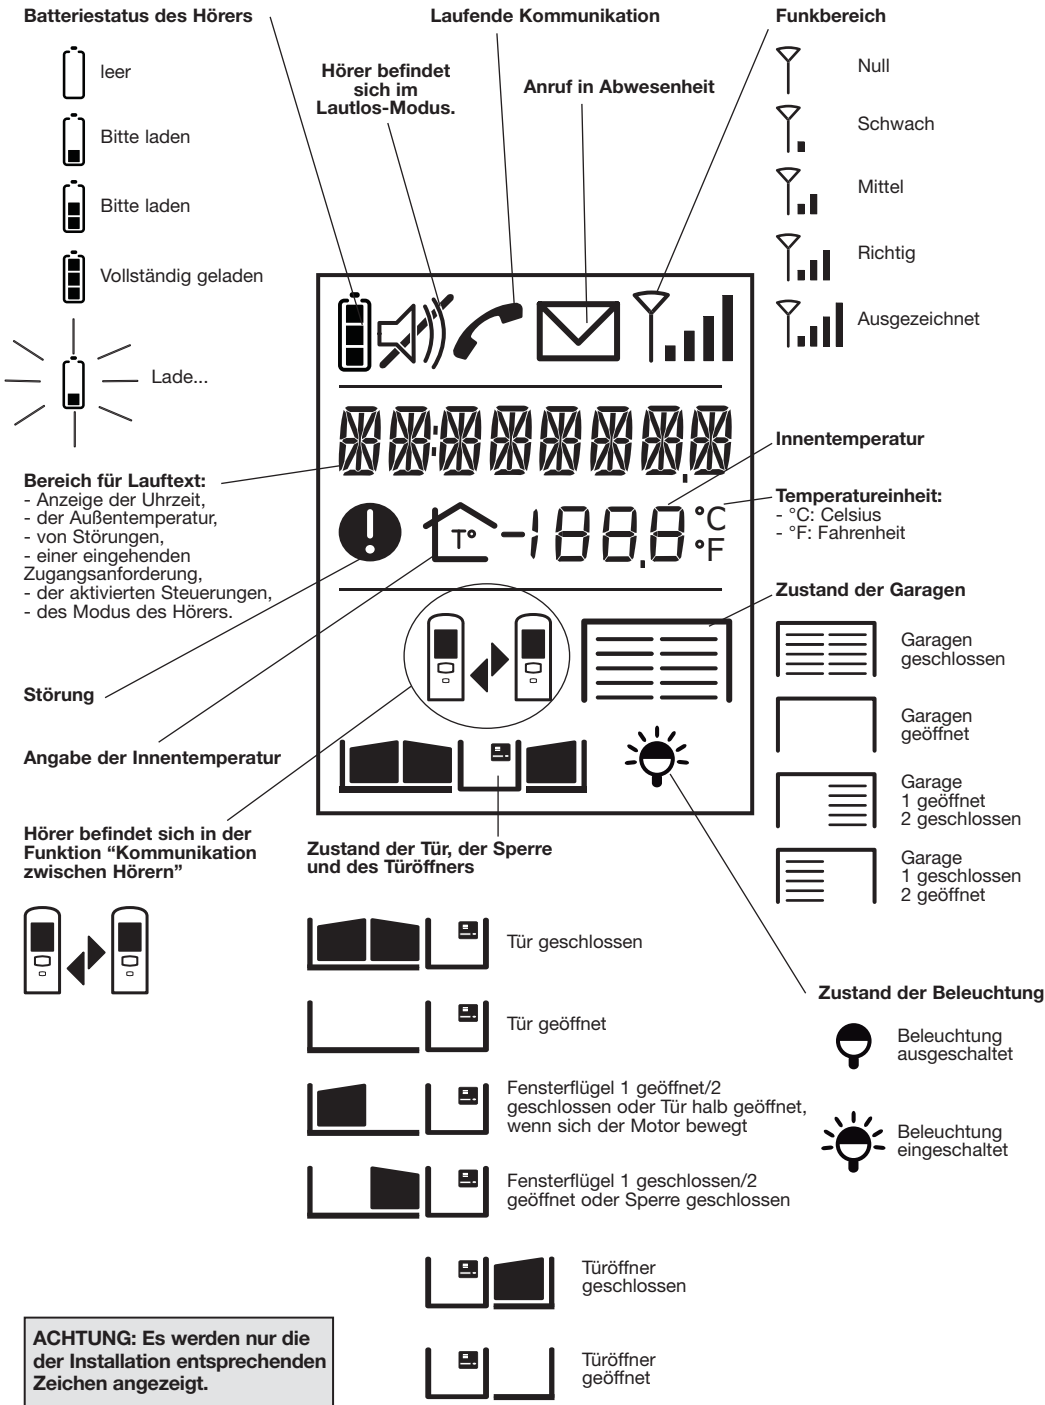 Batteriestatus des Hörers
leer
Bitte laden
Bitte laden
Vollständig geladen
Lade...
Laufende Kommunikation
Hörer befindet
sich im
Lautlos-Modus.
Anruf in Abwesenheit
Funkbereich
Null
Schwach
Mittel
Richtig
Ausgezeichnet
Bereich für Lauftext:
- Anzeige der Uhrzeit,
- der Außentemperatur,
- von Störungen,
- einer eingehenden
Zugangsanforderung,
- der aktivierten Steuerungen,
- des Modus des Hörers.
T°
-188.8
°C
°F
Innentemperatur
Temperatureinheit:
- °C: Celsius
- °F: Fahrenheit
Zustand der Garagen
Garagen
geschlossen
Garagen
geöffnet
Garage
1 geöffnet
2 geschlossen
Garage
1 geschlossen
2 geöffnet
Störung
Angabe der Innentemperatur
Hörer befindet sich in der
Funktion “Kommunikation
zwischen Hörern”
Zustand der Tür, der Sperre
und des Türöffners
Tür geschlossen
Tür geöffnet
Fensterflügel 1 geöffnet/2
geschlossen oder Tür halb geöffnet,
wenn sich der Motor bewegt
Fensterflügel 1 geschlossen/2
geöffnet oder Sperre geschlossen
Türöffner
geschlossen
Türöffner
geöffnet
Zustand der Beleuchtung
Beleuchtung
ausgeschaltet
Beleuchtung
eingeschaltet
ACHTUNG: Es werden nur die
der Installation entsprechenden
Zeichen angezeigt.